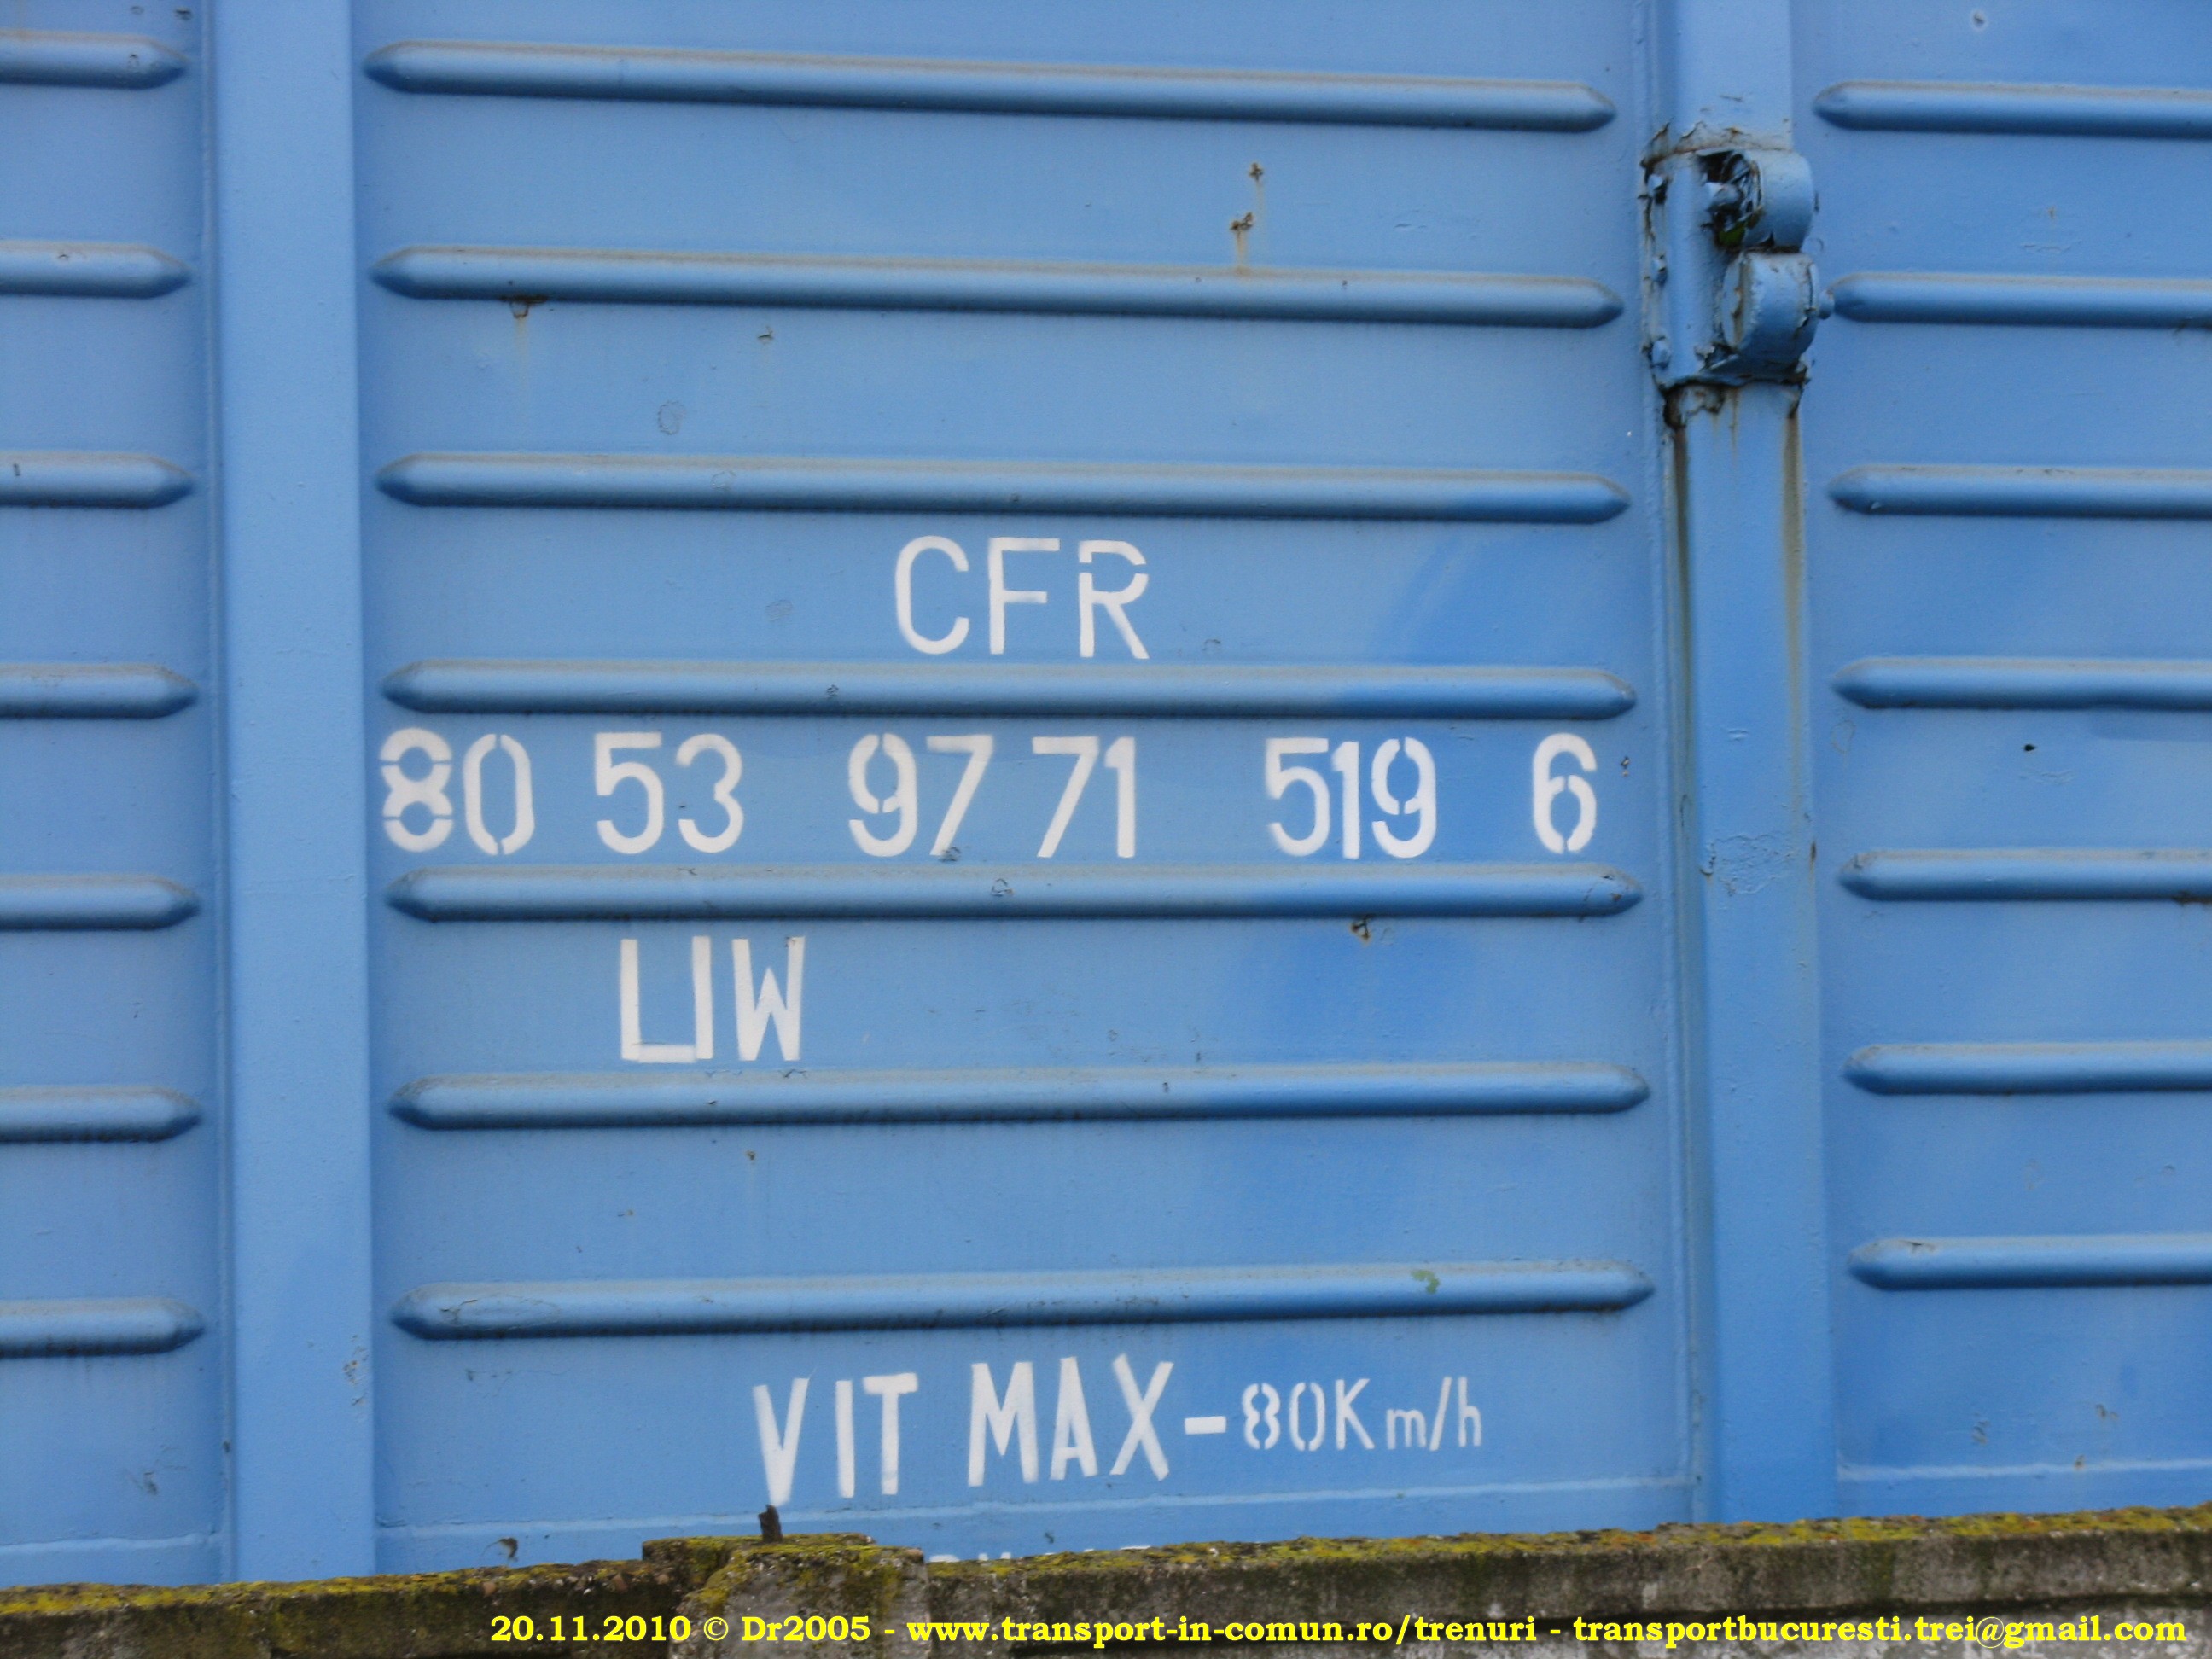 CFR
80 53 97 71 519 6
UW
VIT MAX-80Km/h
20.11.2010 © Dr2005 - www.transport-in-comun.ro/trenuri - transportbucuresti.trei@gmail.com